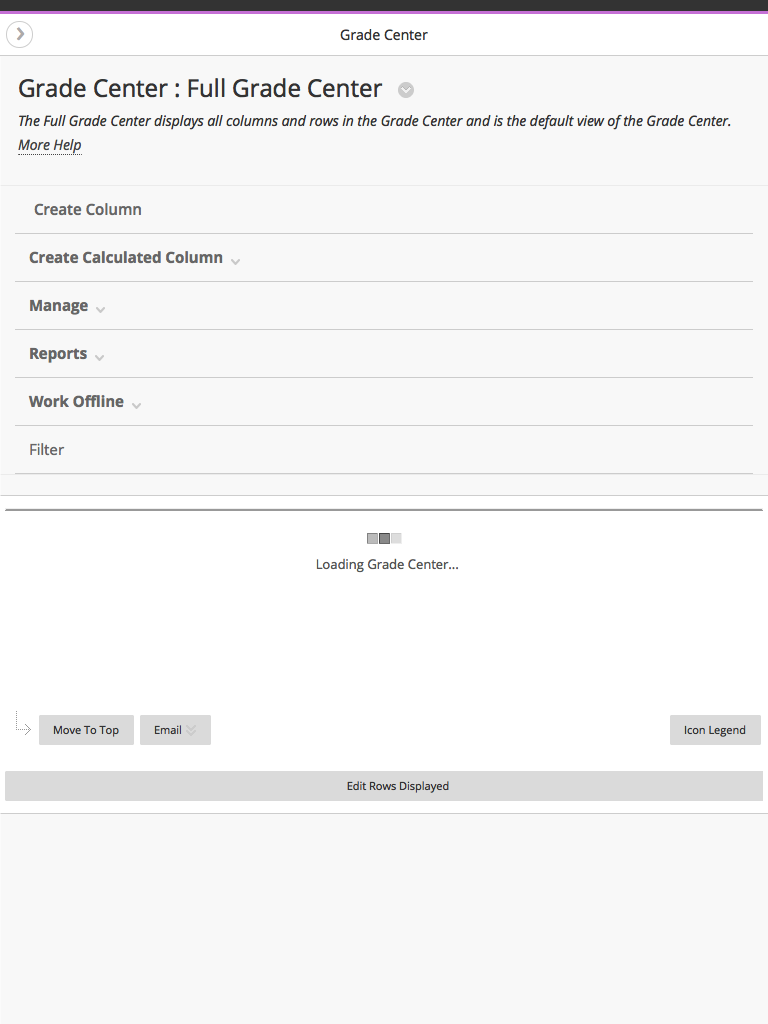 Grade Center
Grade Center : Full Grade Center
The Full Grade Center displays all columns and rows in the Grade Center and is the default view of the Grade Center.
More Help
Create Column
Create Calculated Column
Manage
Reports
Work Offline
Filter
Loading Grade Center...
Move To Top Email Icon Legend
Edit Rows Displayed